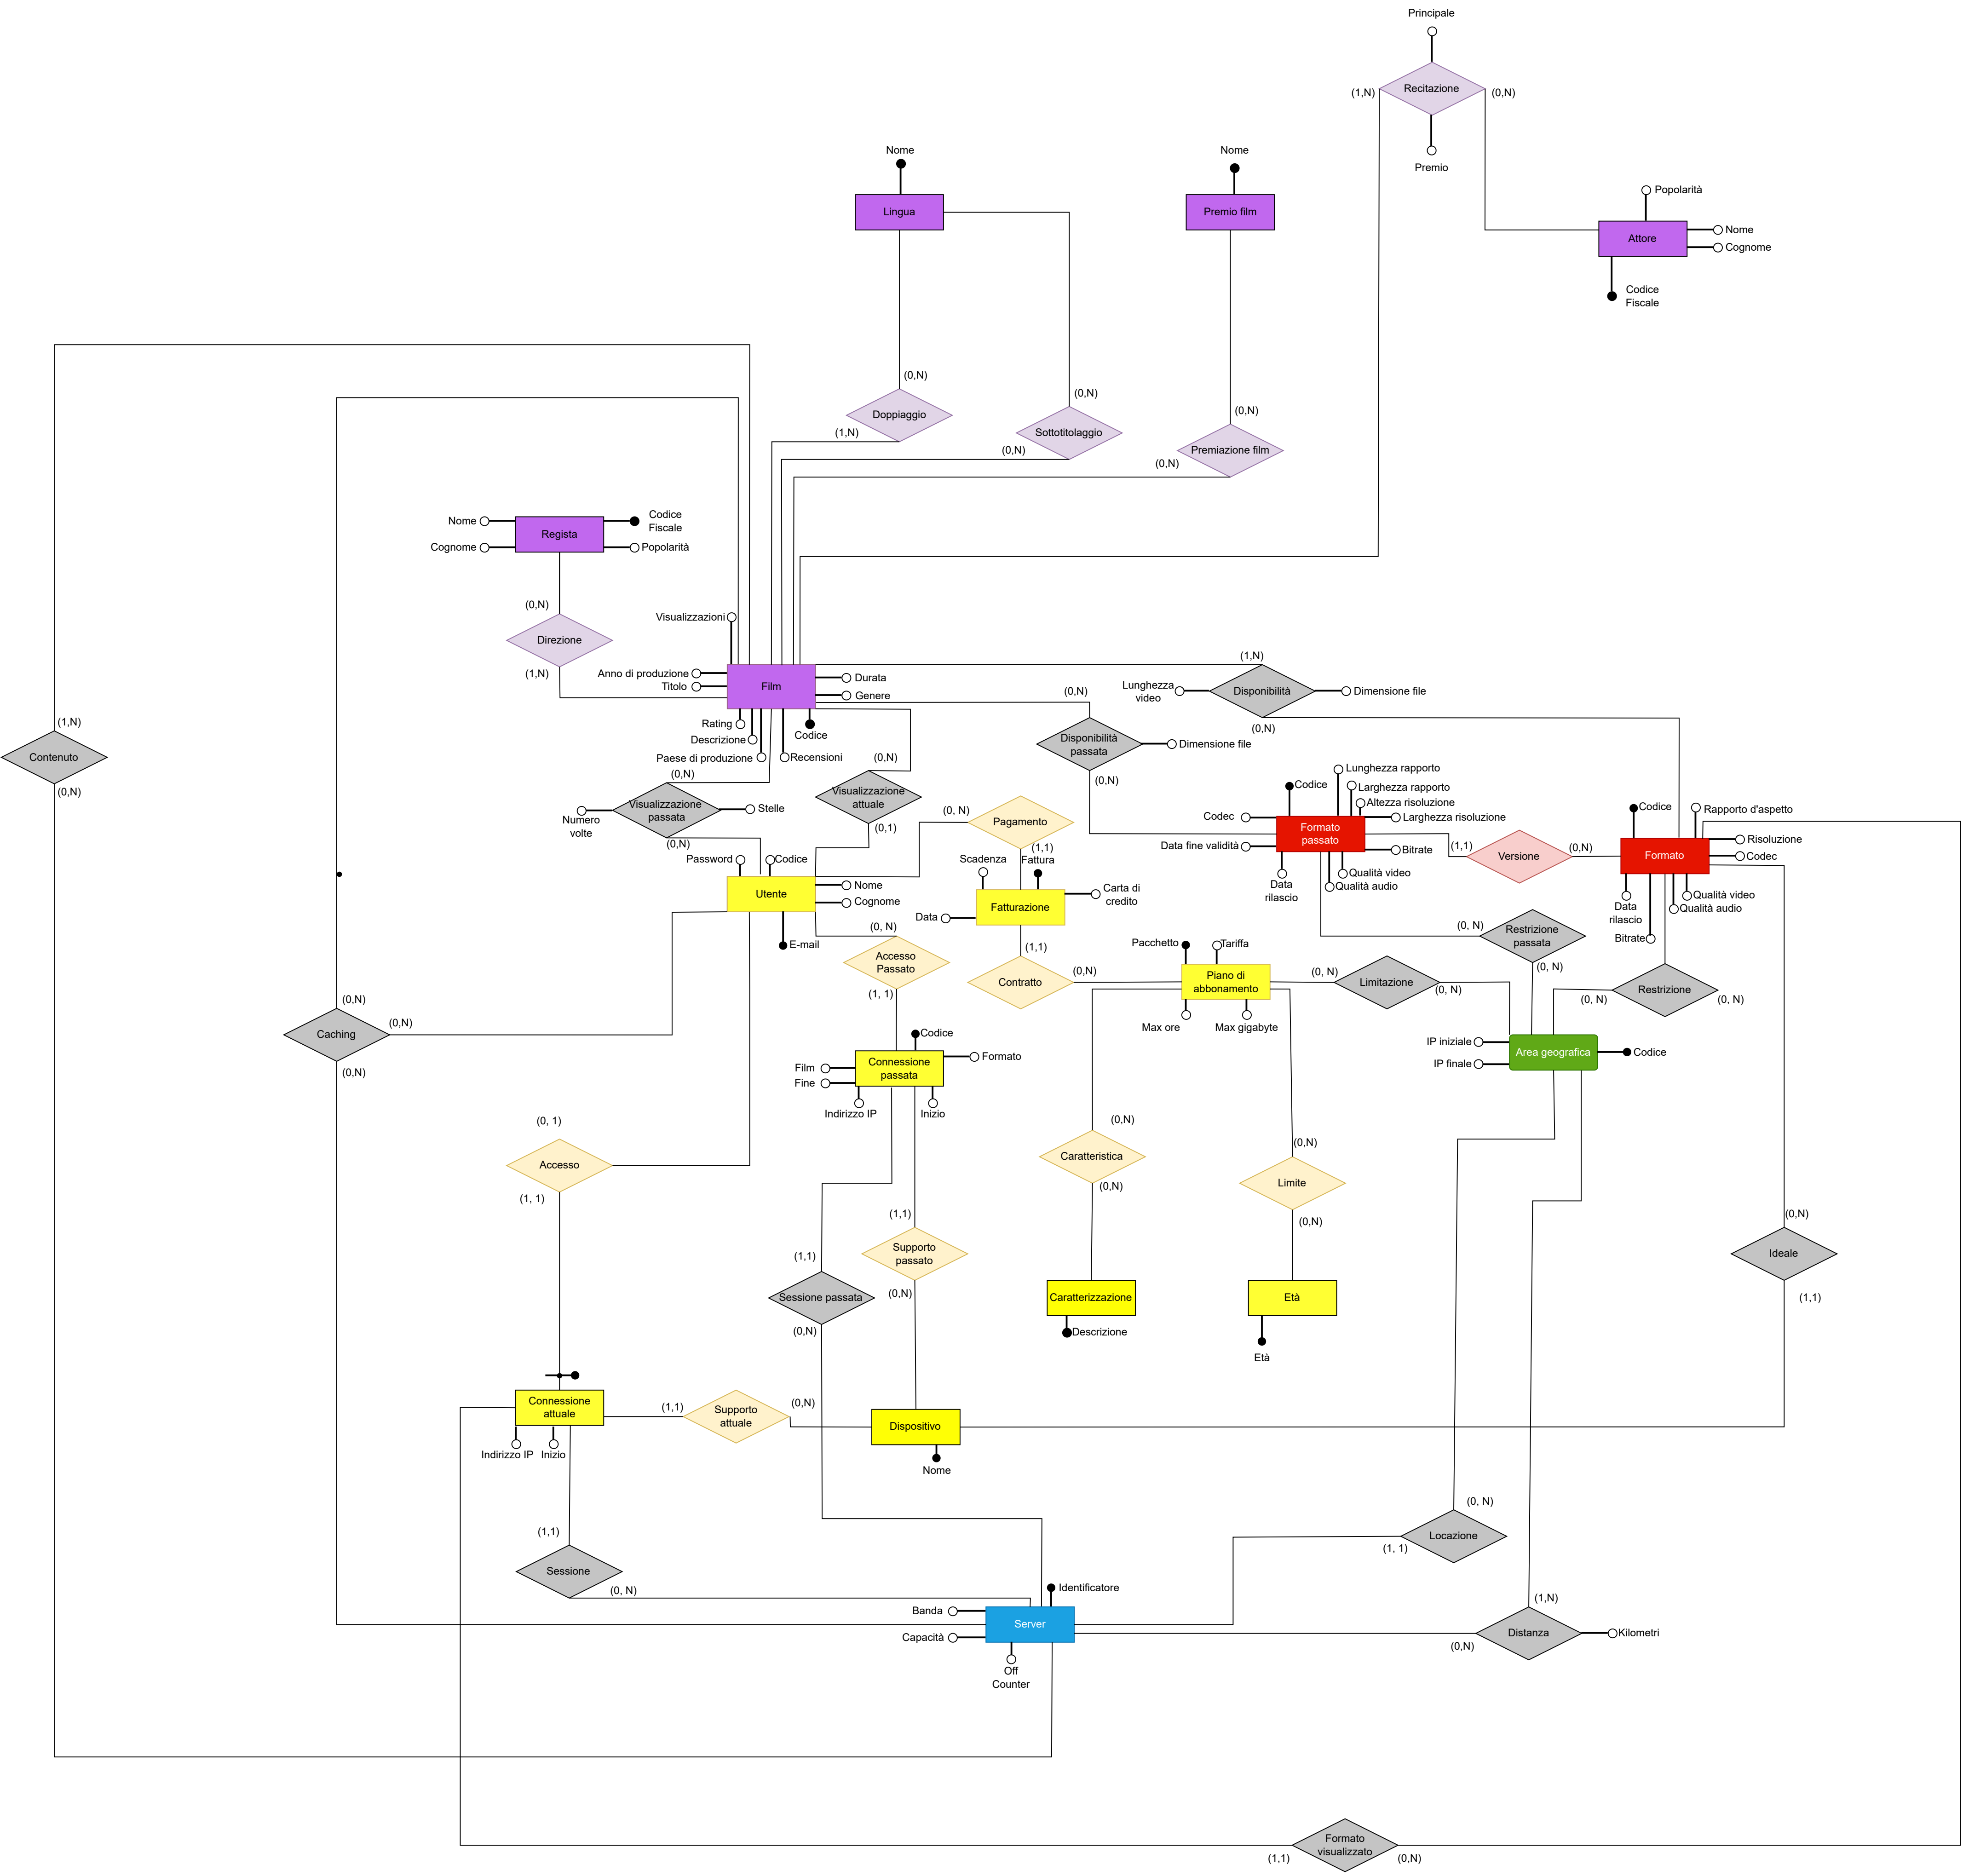 Principale
Recitazione
(1,N)
(0,N)
Premio
Nome
Nome
Popolarità
Lingua
Premio film
Attore
Nome
Cognome
Codice
Fiscale
(0,N)
(0,N)
(0,N)
Doppiaggio
(1,N)
Sottotitolaggio
(0,N)
Premiazione film
(0,N)
Nome
Codice
Fiscale
Regista
Cognome
Popolarità
(0,N)
Visualizzazioni
Direzione
(1,N)
(1,N)
Anno di produzione
Titolo
Film
Durata
Genere
Lunghezza
video
Disponibilità
Dimensione file
(0,N)
Rating
Descrizione
Codice
Paese di produzione
Recensioni
(0,N)
Disponibilità
passata
Dimensione file
(0,N)
(1,N)
Contenuto
(0,N)
(0,N)
(0,N)
Visualizzazione
passata
Stelle
Numero
volte
(0,N)
Visualizzazione
attuale
(0,1)
(0, N)
Pagamento
(1,1)
Lunghezza rapporto
Codice
Larghezza rapporto
Altezza risoluzione
Larghezza risoluzione
Codec
Formato
passato
Data fine validità
Bitrate
Data
rilascio
Qualità video
Qualità audio
(1,1)
Versione
(0,N)
Codice
Rapporto d'aspetto
Risoluzione
Formato
Codec
Data
rilascio
Qualità video
Qualità audio
Bitrate
Password
Codice
Utente
Nome
Cognome
E-mail
Scadenza
Fattura
Fatturazione
Carta di
credito
Data
(1,1)
Contratto
(0,N)
(0, N)
Accesso
Passato
(1, 1)
Pacchetto
Tariffa
Piano di
abbonamento
Max ore
Max gigabyte
(0, N)
Limitazione
(0, N)
(0, N)
Restrizione
passata
(0, N)
(0, N)
Restrizione
(0, N)
IP iniziale
IP finale
Area geografica
Codice
(0,N)
Caching
(0,N)
(0,N)
Codice
Connessione
passata
Formato
Film
Fine
Indirizzo IP
Inizio
(0, 1)
Accesso
(1, 1)
(0,N)
Caratteristica
(0,N)
(0,N)
Limite
(0,N)
(1,1)
Supporto
passato
(0,N)
(1,1)
Sessione passata
(0,N)
Caratterizzazione
Descrizione
Età
Età
(0,N)
Ideale
(1,1)
Connessione
attuale
Indirizzo IP
Inizio
(1,1)
Supporto
attuale
(0,N)
Dispositivo
Nome
(1,1)
Sessione
(0, N)
(0, N)
Locazione
(1, 1)
Identificatore
Banda
Server
Capacità
Off
Counter
(1,N)
Distanza
Kilometri
(0,N)
Formato
visualizzato
(1,1)
(0,N)